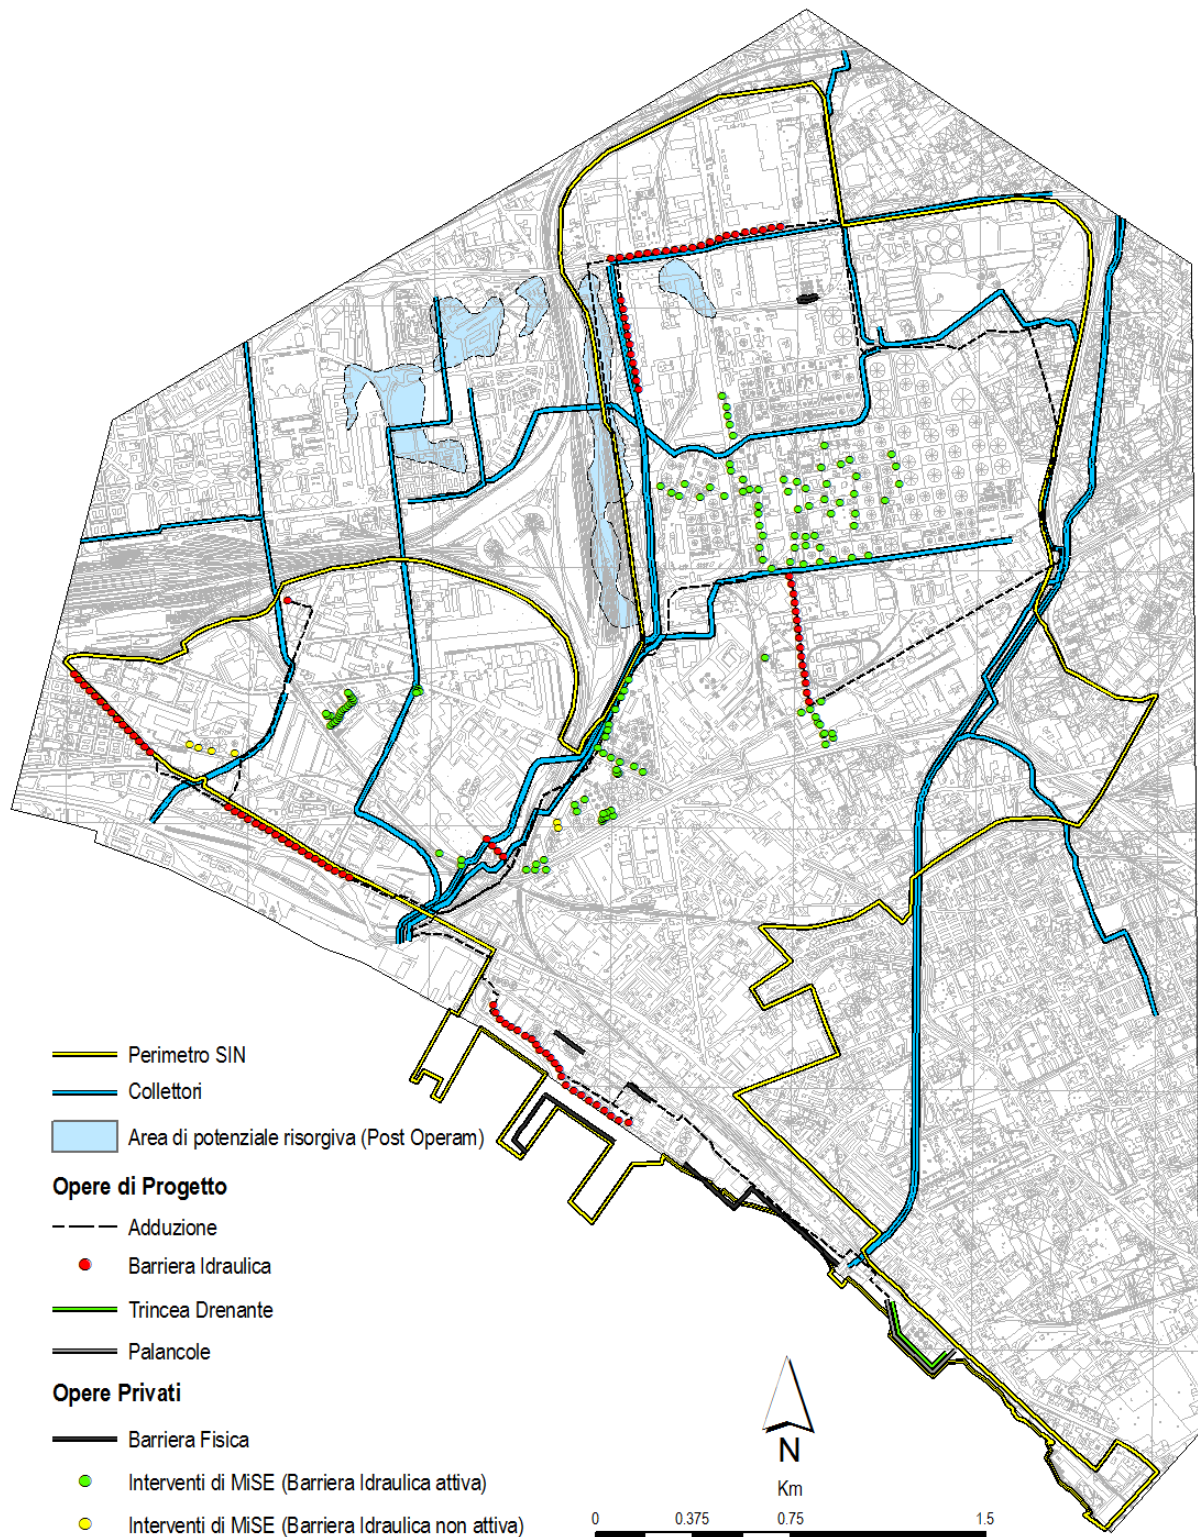 Perimetro SIN
Collettori
Area di potenziale risorgiva (Post Operam)
Opere di Progetto
Adduzione
Barriera Idraulica
Trincea Drenante
Palancole
Opere Privati
Barriera Fisica
Interventi di MiSE (Barriera Idraulica attiva)
Interventi di MiSE (Barriera Idraulica non attiva)
N
Km
0 0.375 0.75 1.5